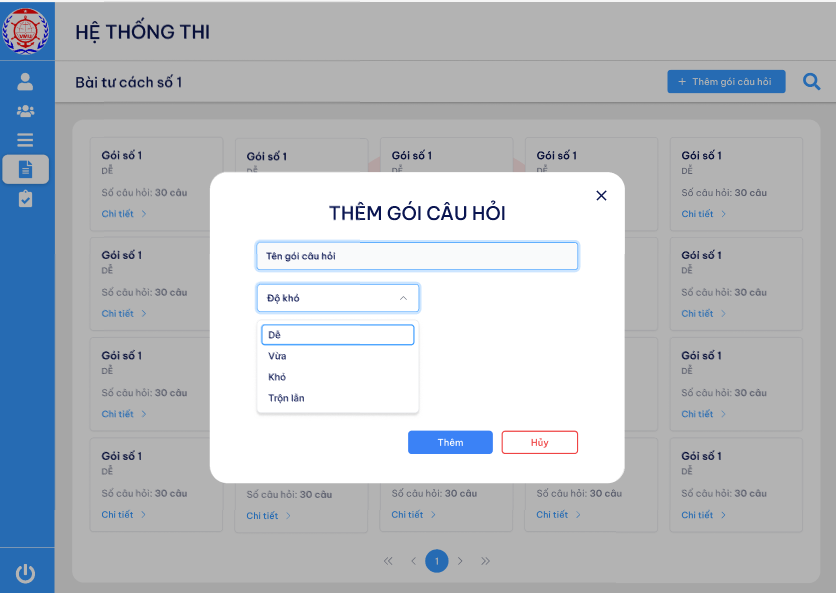 HỆ THỐNG THI
Bài tư cách số 1
+ Thêm gói câu hỏi
Gói số 1
DỄ
Số câu hỏi: 30 câu
Chi tiết >
Gói số 1
DỄ
Gói số 1
Gói số 1
Gói số 1
DỄ
Số câu hỏi: 30 câu
Chi tiết >
Gói số 1
DỄ
Số câu hỏi: 30 câu
Chi tiết >
Gói số 1
DỄ
Số câu hỏi: 30 câu
Chi tiết >
Gói số 1
DỄ
Số câu hỏi: 30 câu
Chi tiết >
Gói số 1
DỄ
Số câu hỏi: 30 câu
Chi tiết >
Gói số 1
DỄ
Số câu hỏi: 30 câu
Chi tiết >
Số câu hỏi: 30 câu
Chi tiết >
Số câu hỏi: 30 câu
Chi tiết >
Số câu hỏi: 30 câu
Chi tiết >
Gói số 1
DỄ
Số câu hỏi: 30 câu
Chi tiết >
THÊM GÓI CÂU HỎI
Tên gói câu hỏi
Độ khó
Dễ
Vừa
Khó
Trộn lẫn
Thêm
Hủy
1